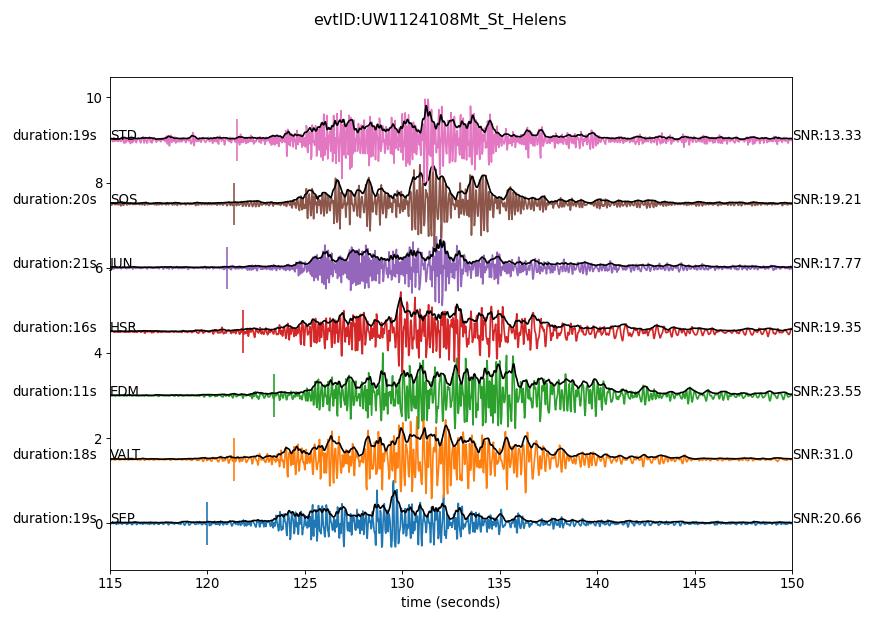 evtID:UW1124108Mt_St_Helens
10
duration:19s STD SNR:13.33
8
duration:20s SOS SNR:19.21
duration:21s JUN SNR:17.77
6
duration:16s HSR SNR:19.35
4
duration:11s EDM SNR:23.55
2
duration:18s VALT SNR:31.0
duration:19s SEP SNR:20.66
0
115 120 125 130 135 140 145 150
time (seconds)